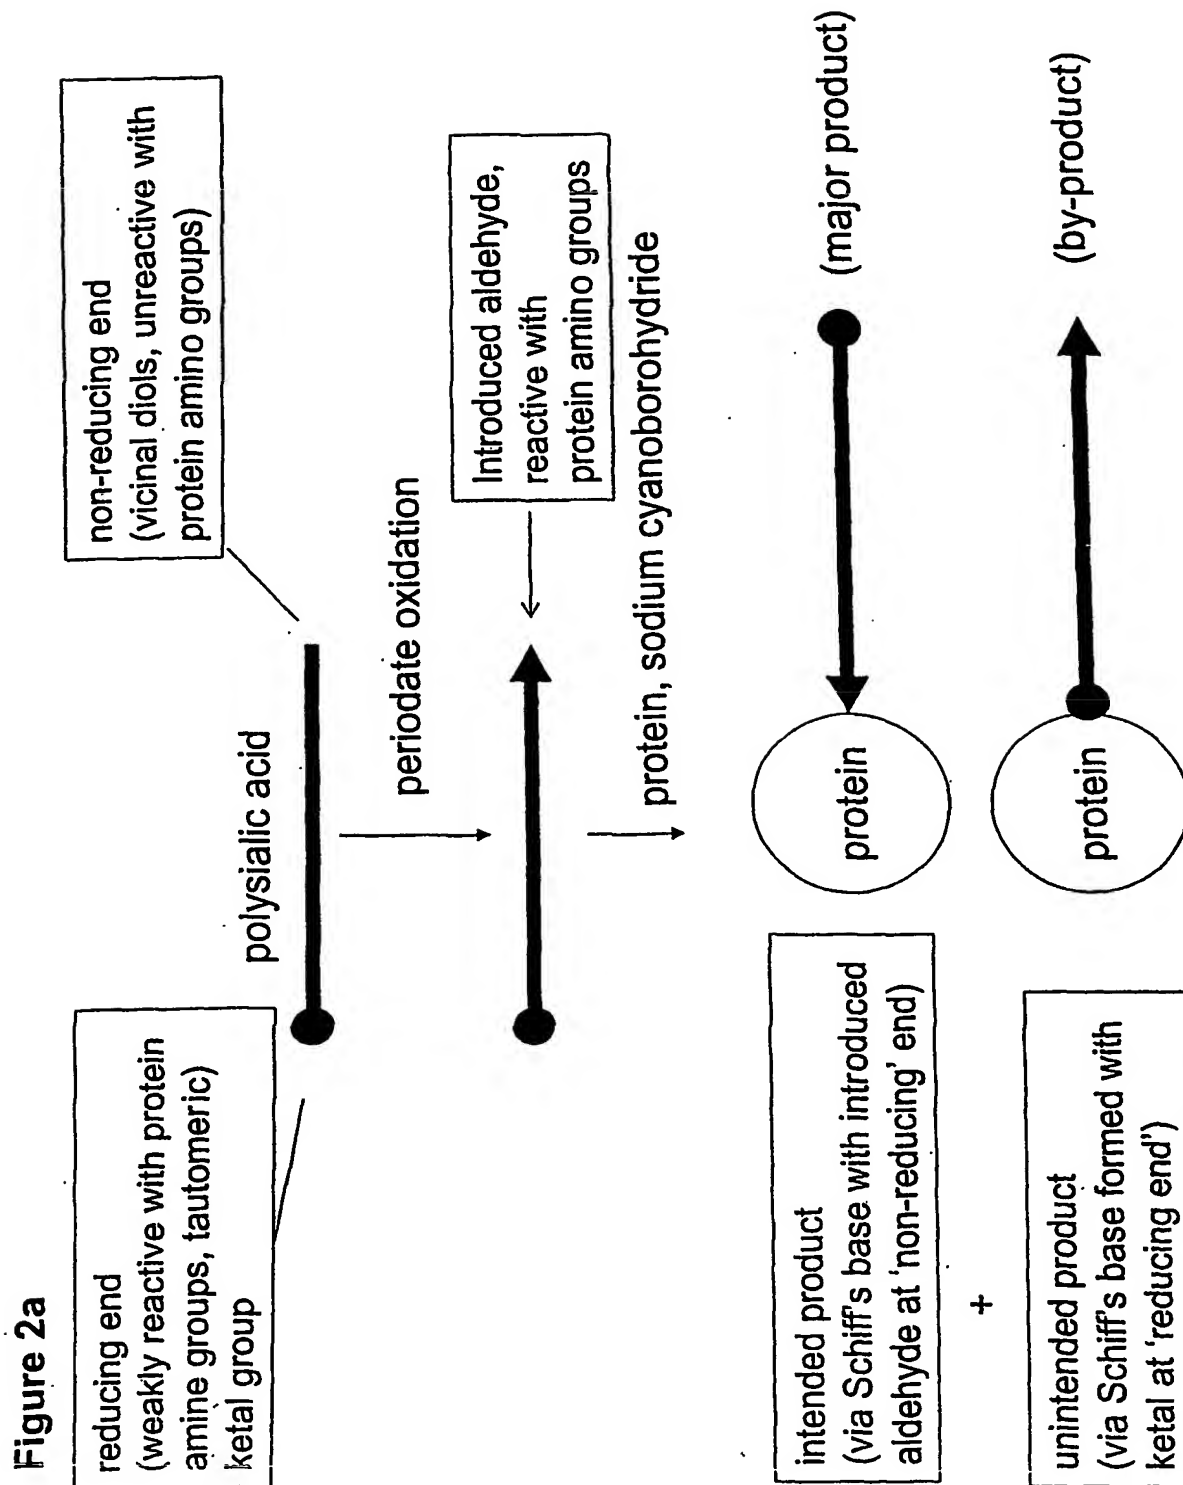 Figure 2a
reducing end
(weakly reactive with protein
amine groups, tautomeric)
ketal group
non-reducing end
(vicinal diols, unreactive with
protein amino groups)
polysialic acid
periodate oxidation
Introduced aldehyde,
reactive with
protein amino groups
protein, sodium cyanoborohydride
intended product
(via Schiff's base with introduced
aldehyde at 'non-reducing' end)
protein
(major product)
+
unintended product
(via Schiff's base formed with
ketal at 'reducing end')
protein
(by-product)